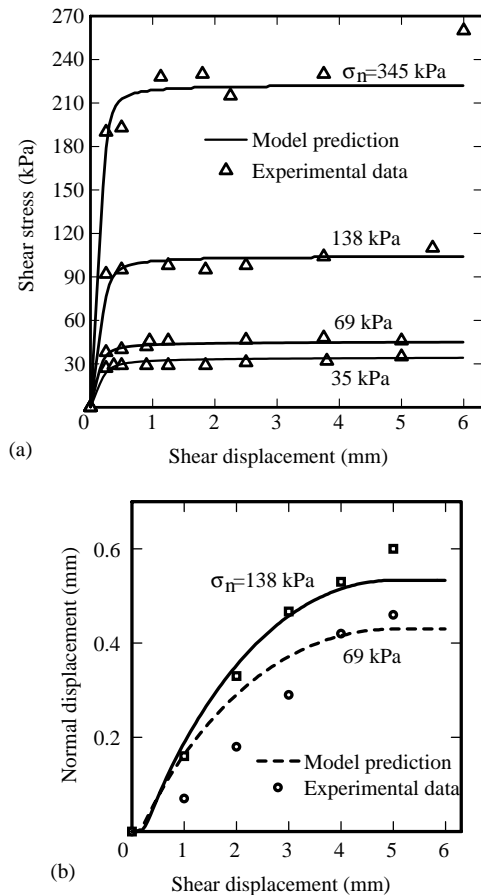 270
240
210
180
150
120
90
60
30
Shear stress (kPa)
σn=345 kPa
Model prediction
Experimental data
138 kPa
69 kPa
35 kPa
0 1 2 3 4 5 6
(a)
Shear displacement (mm)
0.6
0.4
0.2
Normal displacement (mm)
σn=138 kPa
69 kPa
Model prediction
Experimental data
0 1 2 3 4 5 6
(b)
Shear displacement (mm)